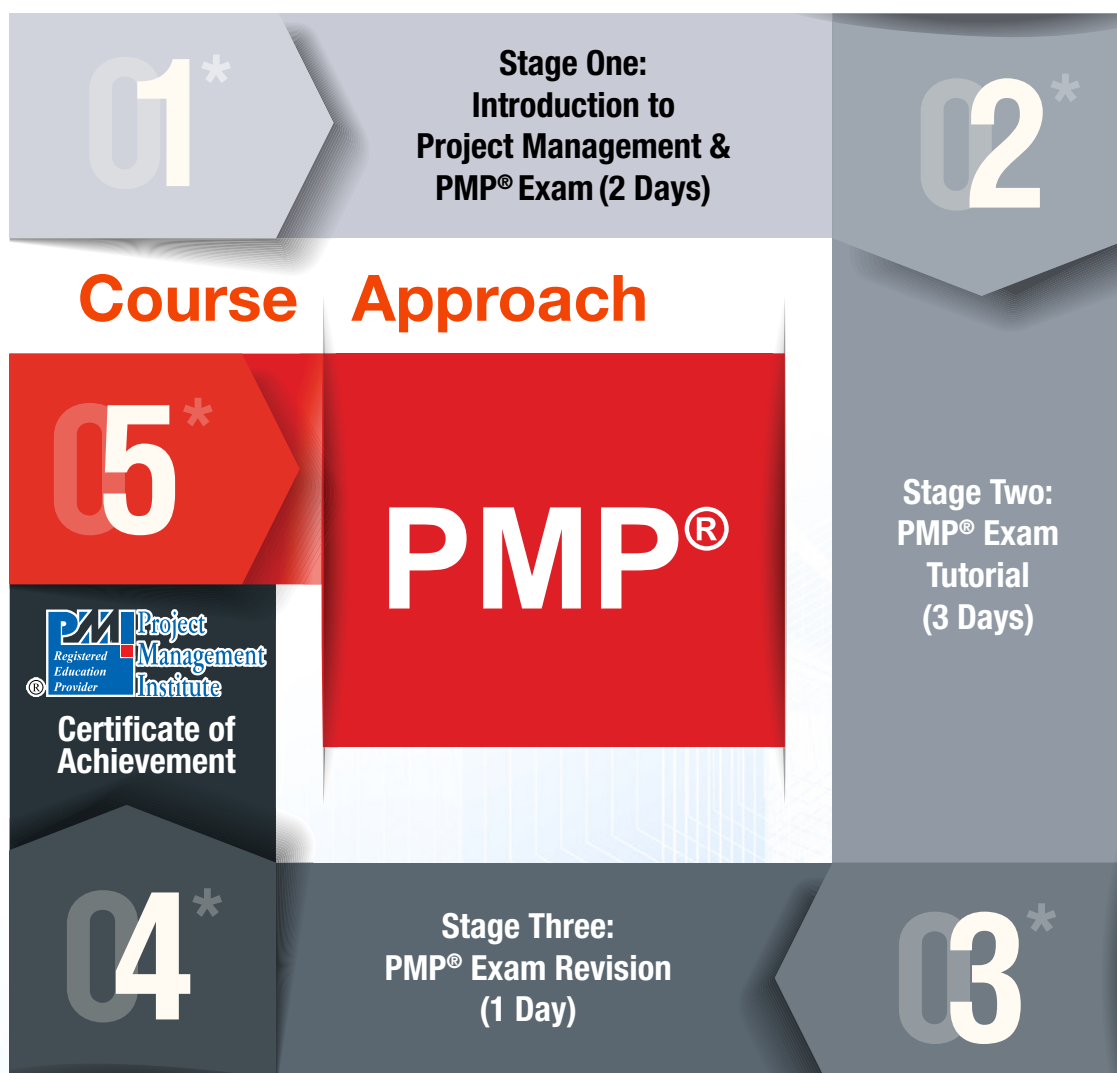 01*
Stage One:
Introduction to
Project Management &
PMP® Exam (2 Days)
02*
Course Approach
05*
PMP®
Stage Two:
PMP® Exam
Tutorial
(3 Days)
PMI Project
Management
Institute
Registered
Education
Provider
®
Certificate of
Achievement
04*
Stage Three:
PMP® Exam Revision
(1 Day)
03*